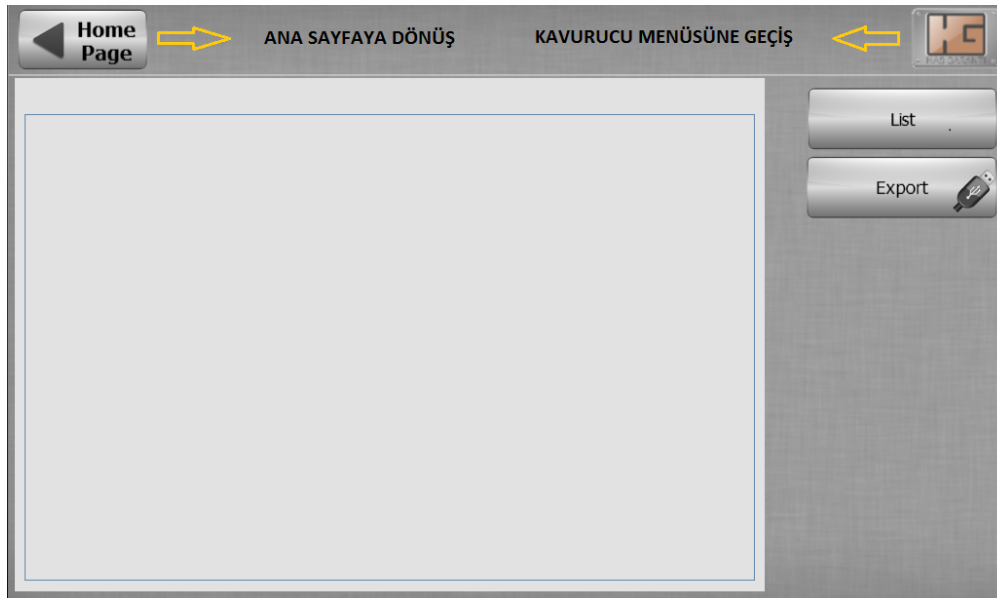 Home
Page
ANA SAYFAYA DÖNÜŞ
KAVURUCU MENÜSÜNE GEÇİŞ
HG
List
Export